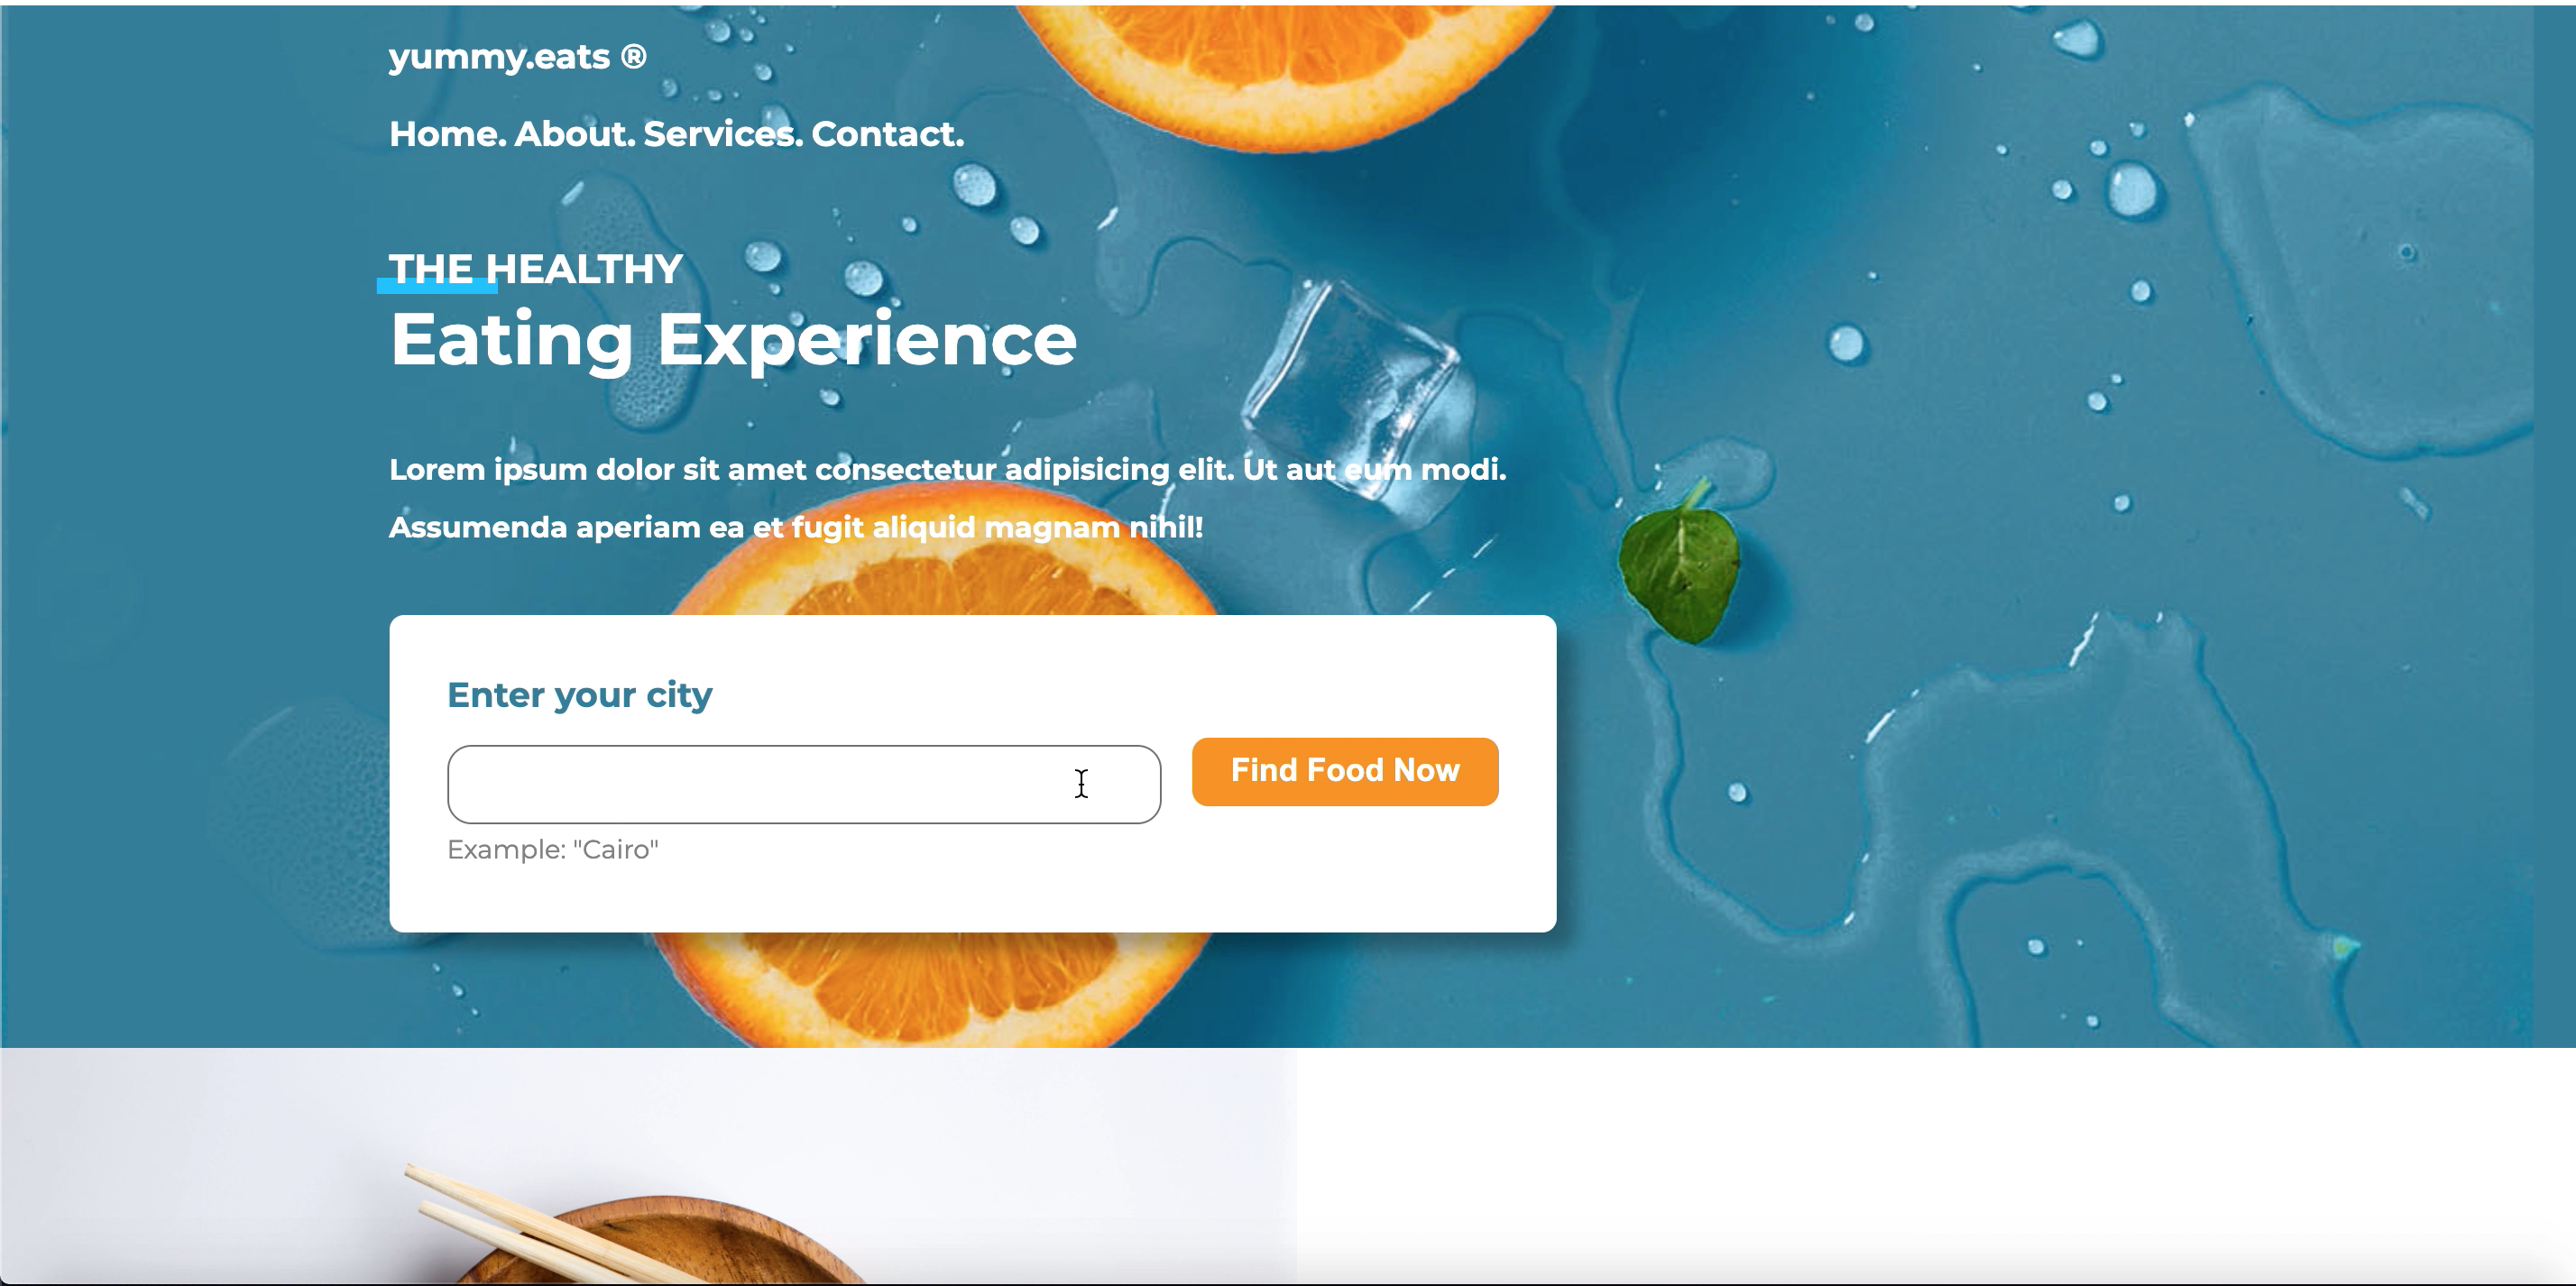 yummy.eats ®
Home. About. Services. Contact.
THE HEALTHY
Eating Experience
Lorem ipsum dolor sit amet consectetur adipisicing elit. Ut aut eum modi.
Assumenda aperiam ea et fugit aliquid magnam nihil!
Enter your city
Find Food Now
Example: "Cairo"